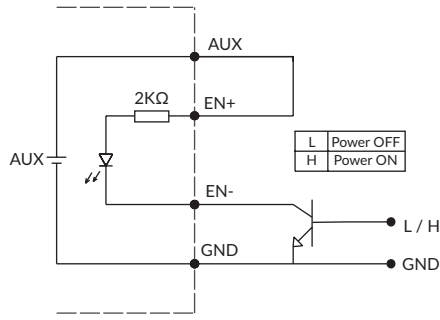 AUX
2KΩ
EN+
L Power OFF
H Power ON
AUX
EN-
L / H
GND
GND